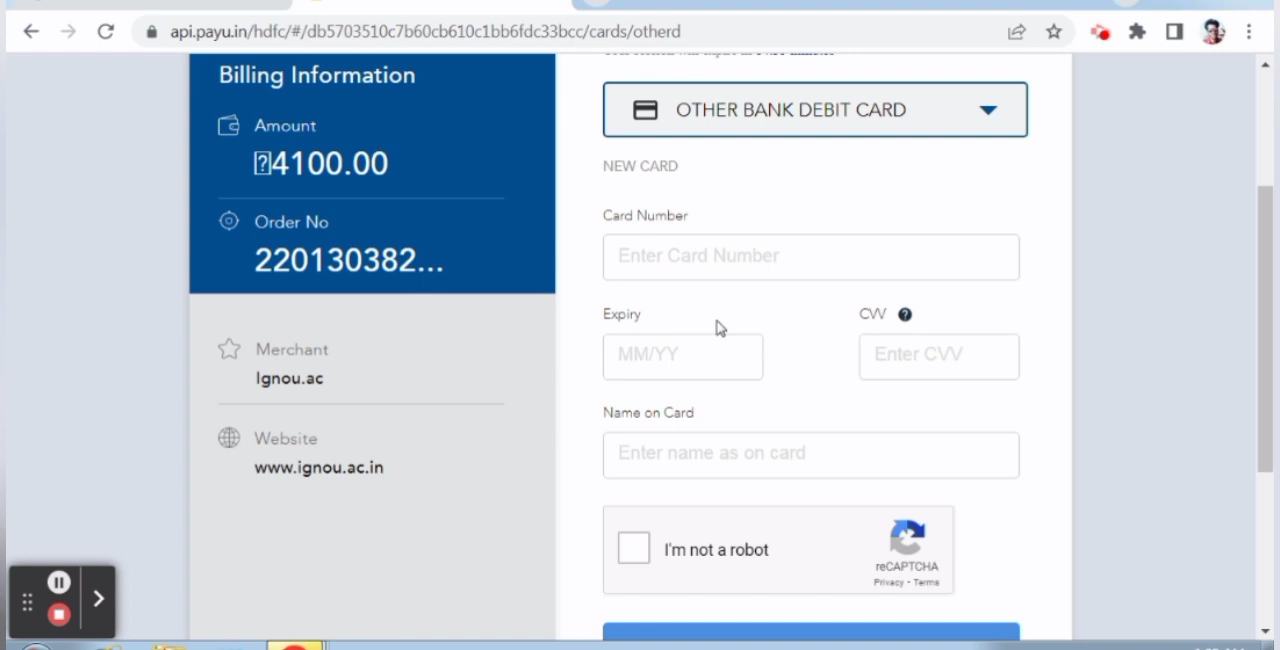 api.payu.in/hdfc/#/db5703510c7b60cb610c1bb6fdc33bcc/cards/otherd
Billing Information
Amount
4100.00
Order No
220130382...
Merchant
Ignou.ac
Website
www.ignou.ac.in
OTHER BANK DEBIT CARD
NEW CARD
Card Number
Enter Card Number
Expiry
CVV ?
MM/YY
Enter CVV
Name on Card
Enter name as on card
I'm not a robot
reCAPTCHA
Privacy - Terms